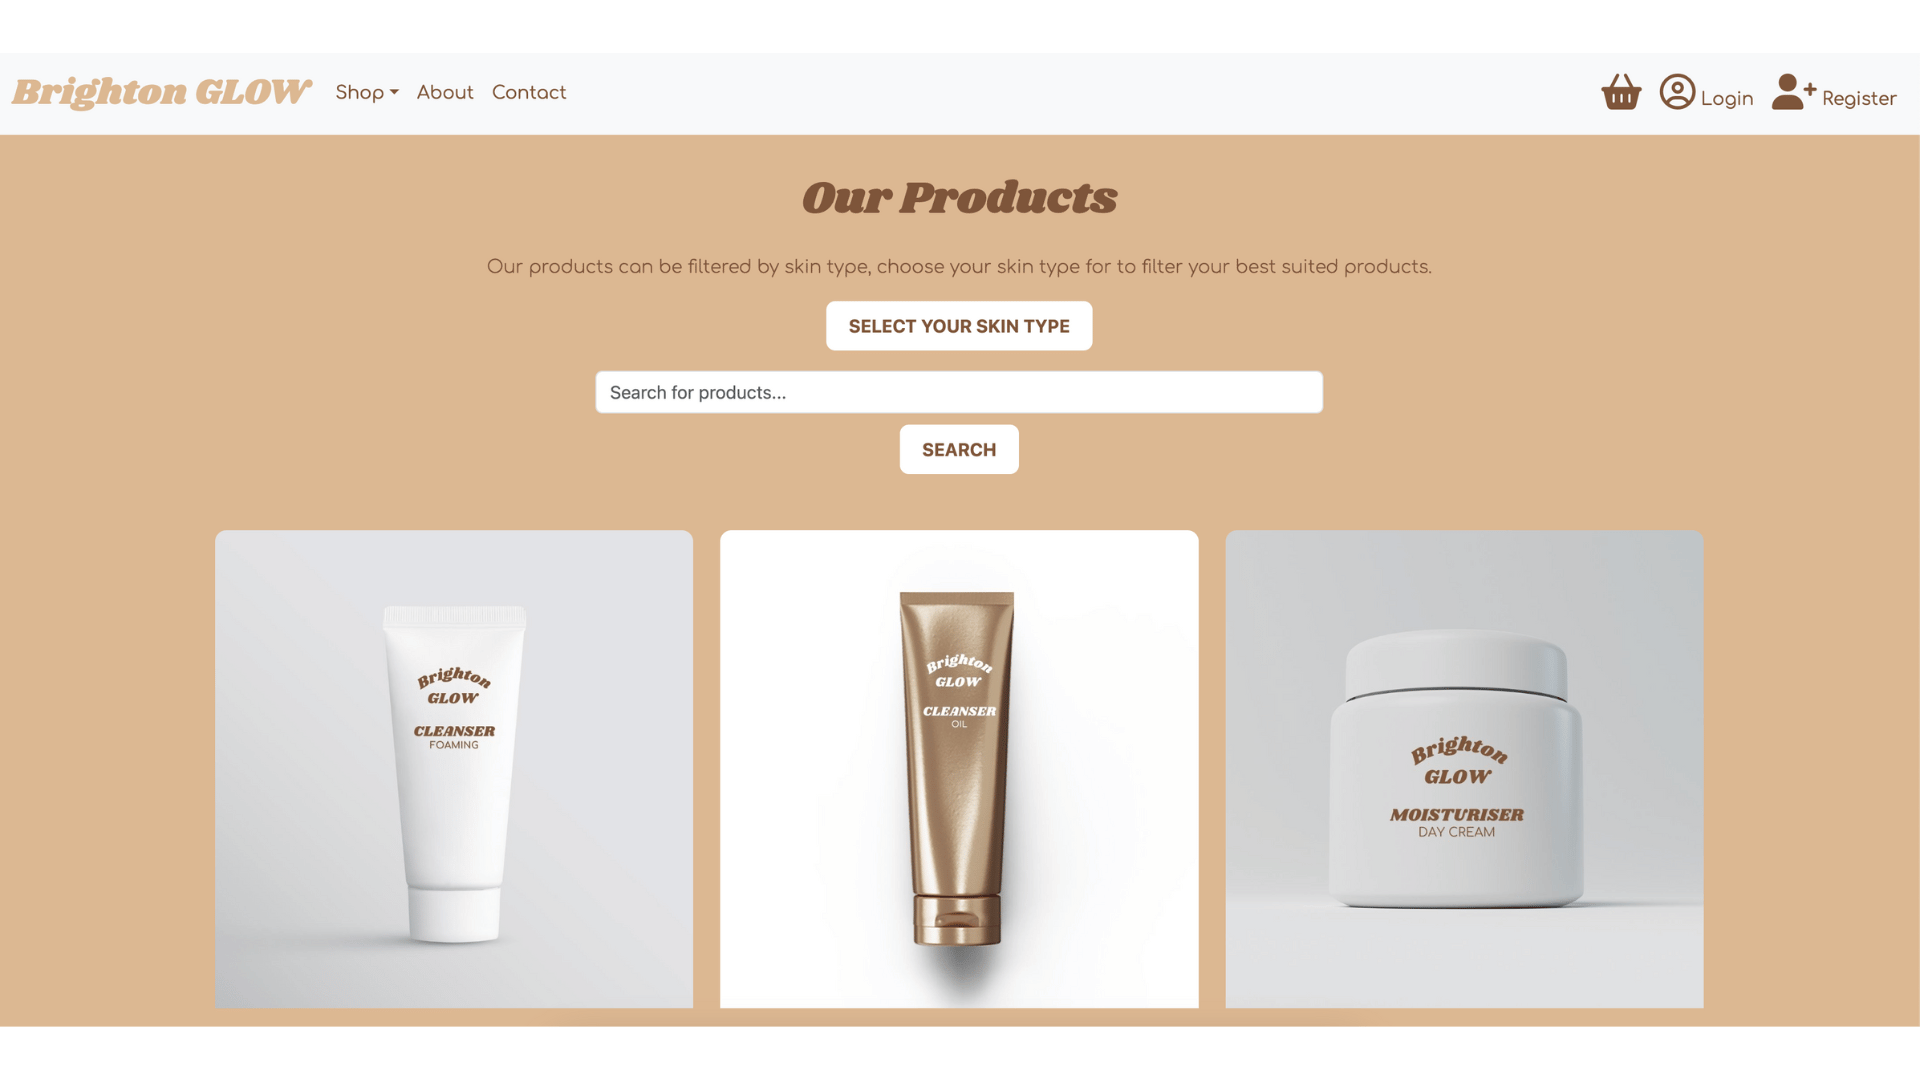 Brighton GLOW Shop About Contact Login Register
Our Products
Our products can be filtered by skin type, choose your skin type for to filter your best suited products.
SELECT YOUR SKIN TYPE
Search for products...
SEARCH
Brighton
GLOW
CLEANSER
FOAMING
Brighton
GLOW
CLEANSER
OIL
Brighton
GLOW
MOISTURISER
DAY CREAM